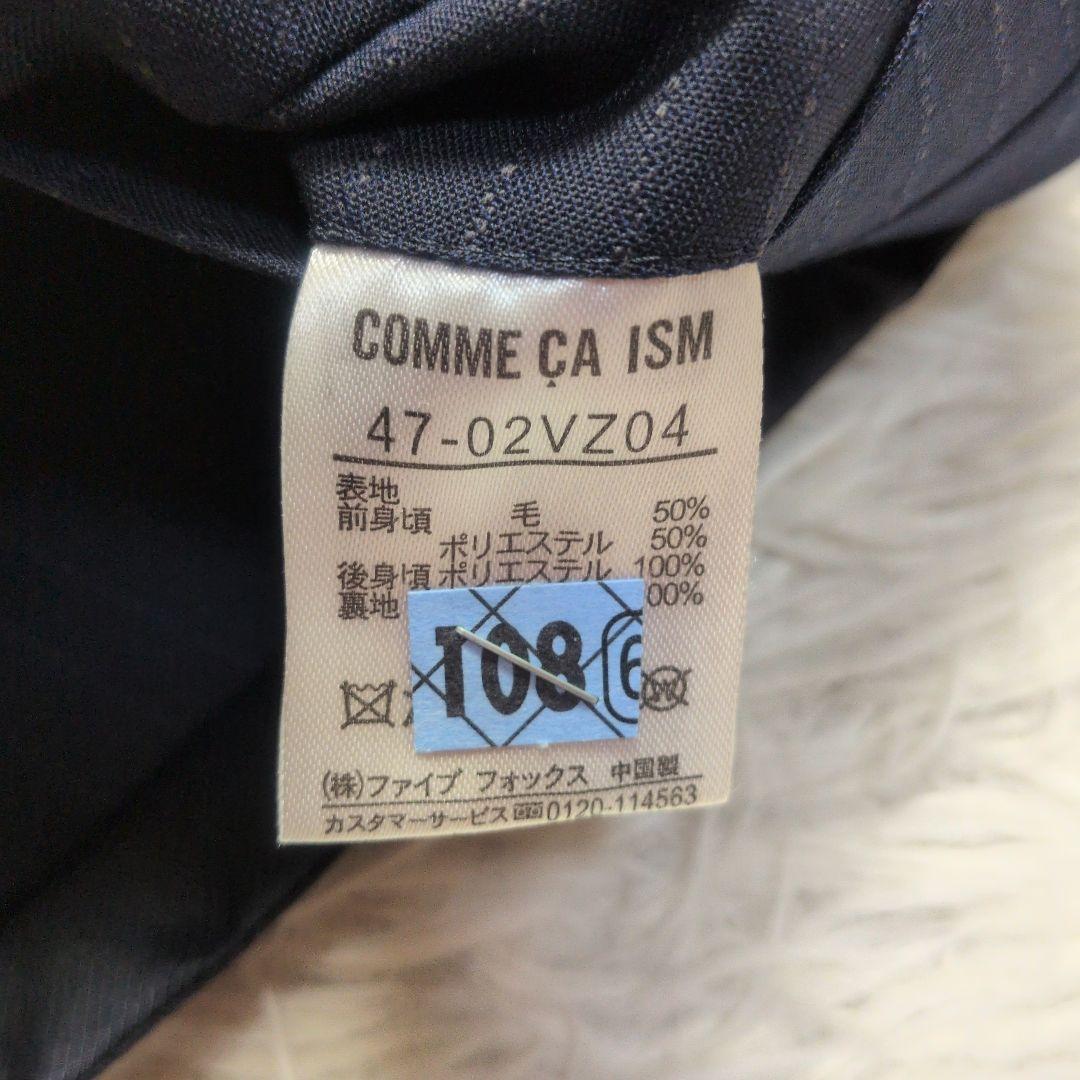 COMME ÇA ISM
47-02VZ04
表地
前身頃 毛 50%
ポリエステル 50%
後身頃 ポリエステル 100%
裏地 00%
108 6
W
(株)ファイブ フォックス 中国製
カスタマーサービス 0120-114563